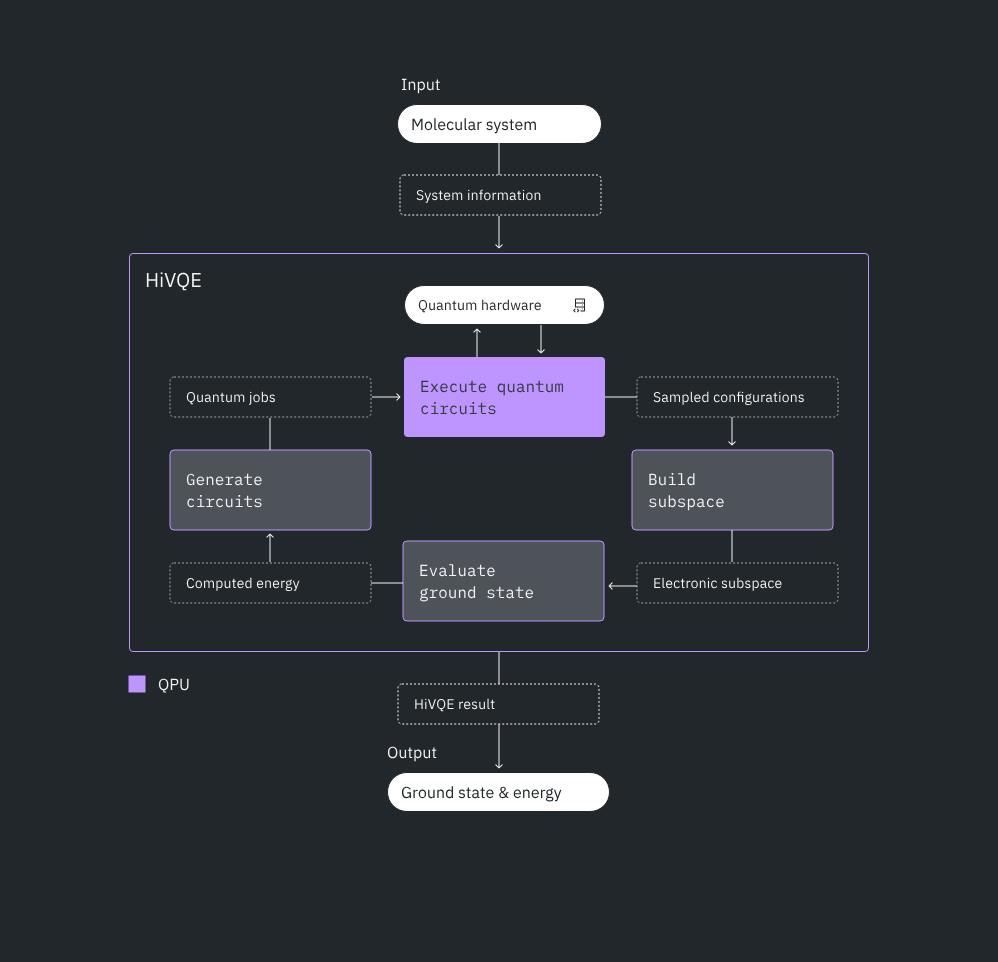 Input
Molecular system
System information
HiVQE
Quantum hardware
Quantum jobs
Execute quantum
circuits
Sampled configurations
Generate
circuits
Build
subspace
Computed energy
Evaluate
ground state
Electronic subspace
QPU
HiVQE result
Output
Ground state & energy